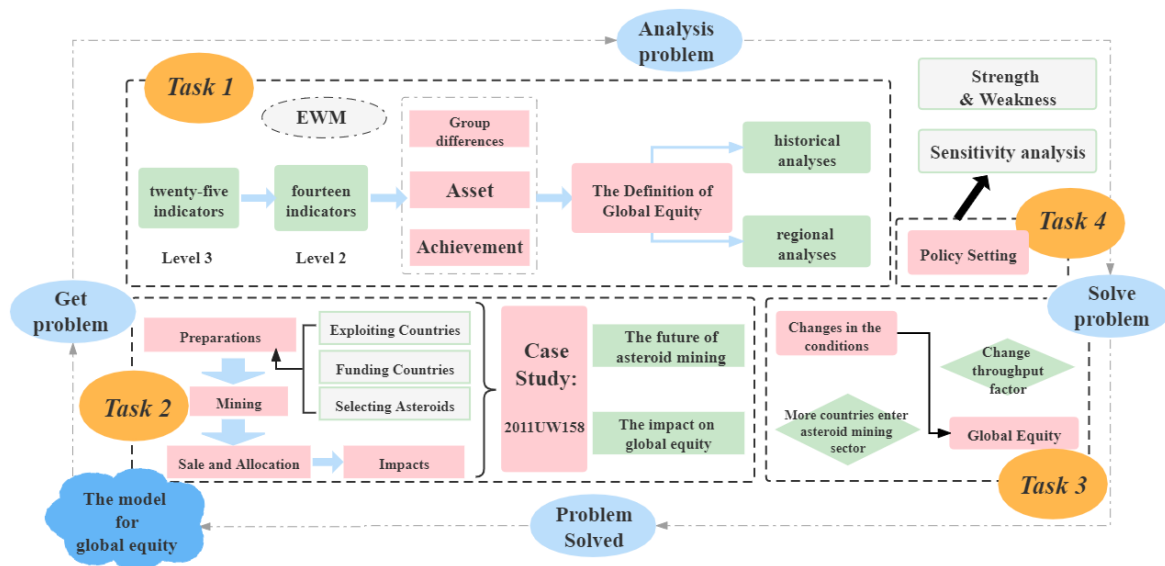 Analysis
problem
Task 1
EWM
Group
differences
twenty-five
indicators
fourteen
indicators
Asset
The Definition of
Global Equity
historical
analyses
regional
analyses
Achievement
Level 3
Level 2
Strength
& Weakness
Sensitivity analysis
Task 4
Policy Setting
Get
problem
Solve
problem
Task 2
Preparations
Mining
Sale and Allocation
Impacts
Exploiting Countries
Funding Countries
Selecting Asteroids
Case
Study:
2011UW158
The future of
asteroid mining
The impact on
global equity
Changes in the
conditions
Change
throughput
factor
More countries enter
asteroid mining
sector
Global Equity
Task 3
The model
for
global equity
Problem
Solved